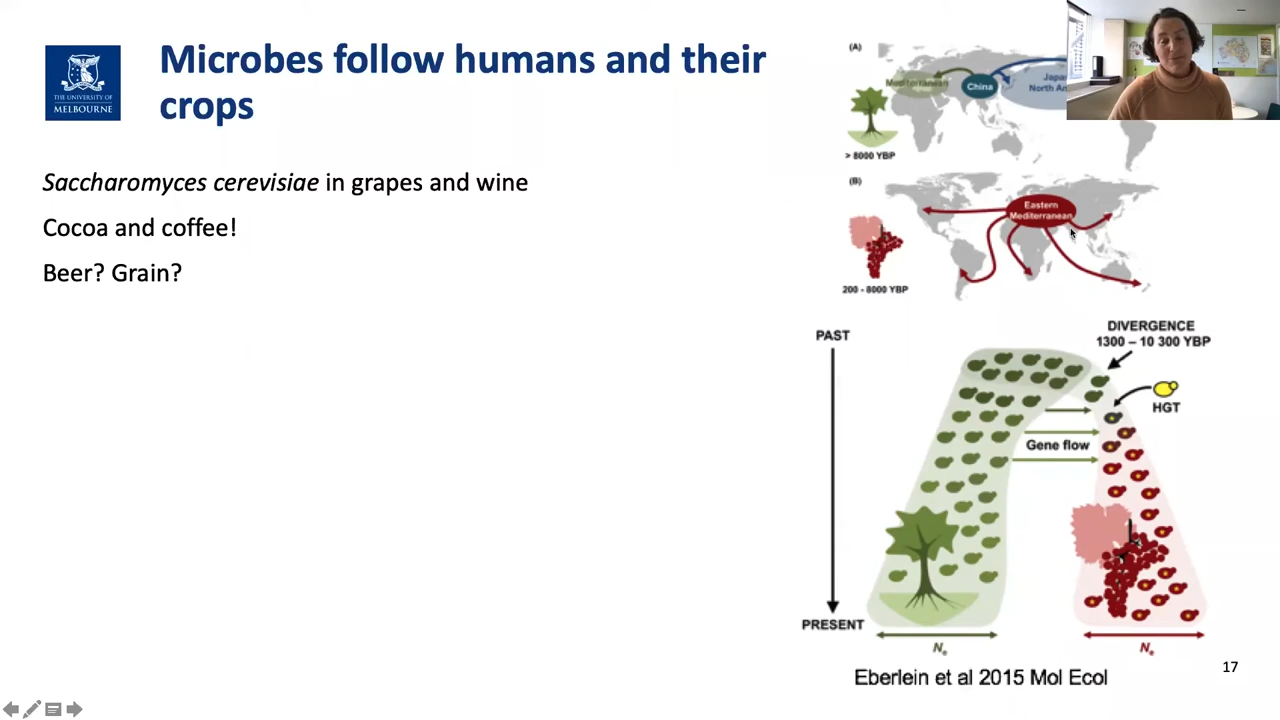 THE UNIVERSITY OF
MELBOURNE
Microbes follow humans and their
crops
Saccharomyces cerevisiae in grapes and wine
Cocoa and coffee!
Beer? Grain?
(A)
Mediterranean
China
North
> 8000 YBP
(B)
Eastern
Mediterranean
200 - 8000 YBP
PAST
DIVERGENCE
1300 – 10 300 YBP
HGT
Gene flow
PRESENT
Ne
Ne
Eberlein et al 2015 Mol Ecol
17